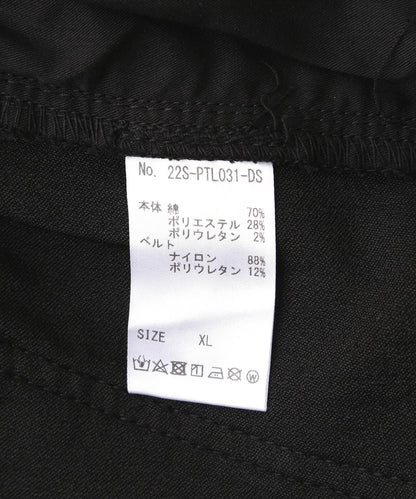 No. 22S-PTL031-DS
本体 綿 70%
ポリエステル 28%
ポリウレタン 2%
ベルト
ナイロン 88%
ポリウレタン 12%
SIZE XL
W